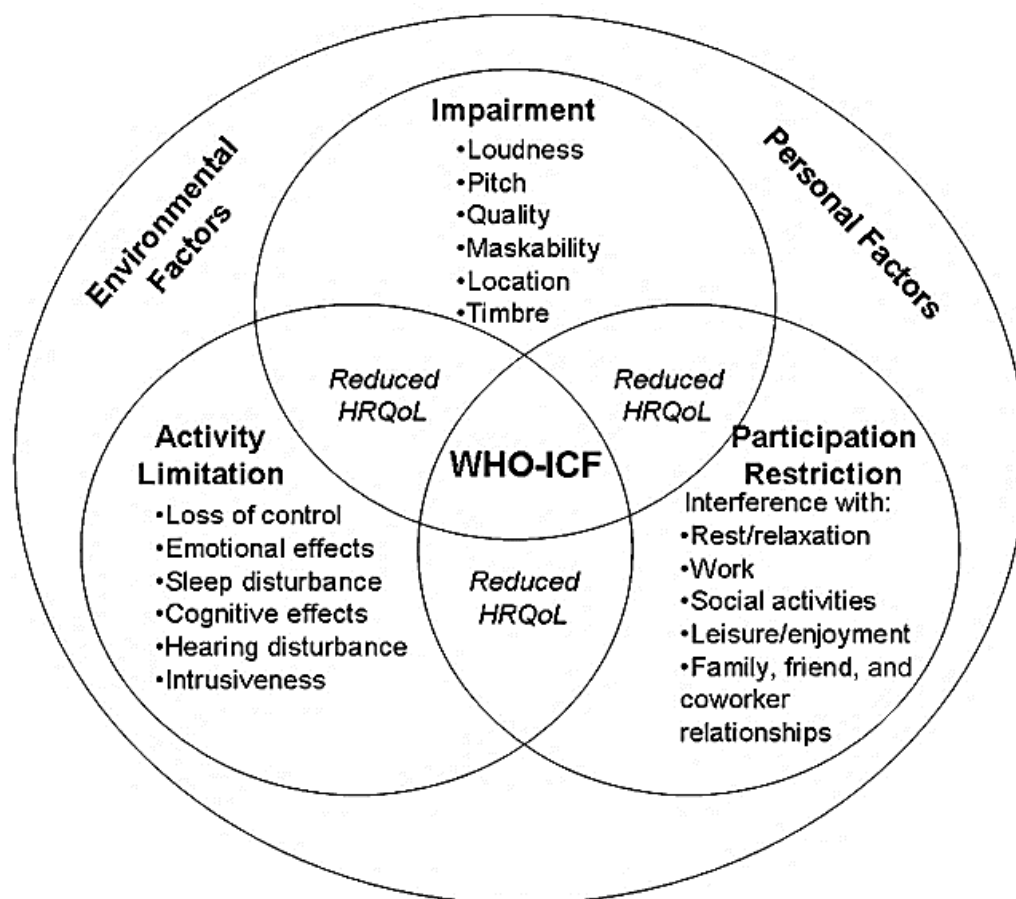 Environmental
Factors
Personal Factors
Impairment
•Loudness
•Pitch
•Quality
•Maskability
•Location
•Timbre
Reduced
HRQoL
Reduced
HRQoL
WHO-ICF
Activity
Limitation
•Loss of control
•Emotional effects
•Sleep disturbance
•Cognitive effects
•Hearing disturbance
•Intrusiveness
Participation
Restriction
Interference with:
•Rest/relaxation
•Work
•Social activities
•Leisure/enjoyment
•Family, friend, and
coworker
relationships
Reduced
HRQoL